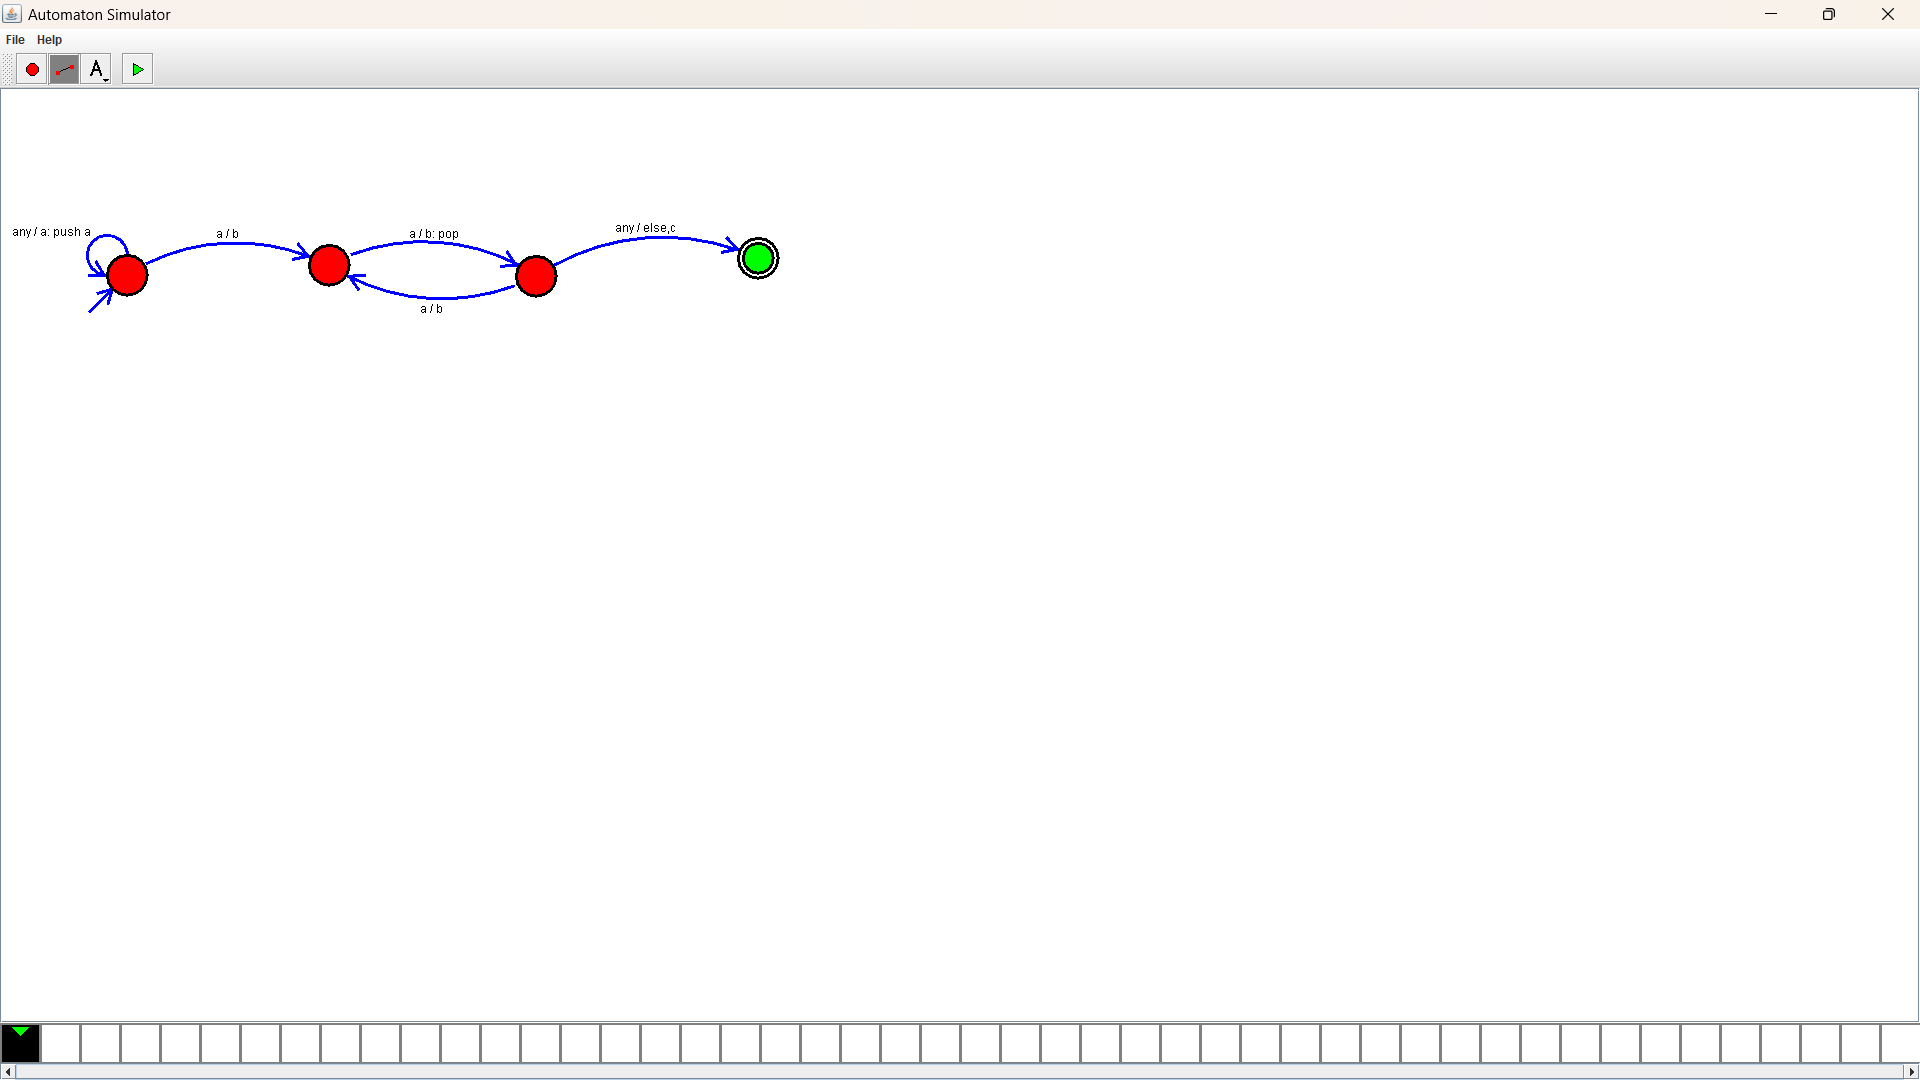 Automaton Simulator
File Help
A
any / a: push a
a / b
a / b: pop
any / else,c
a / b